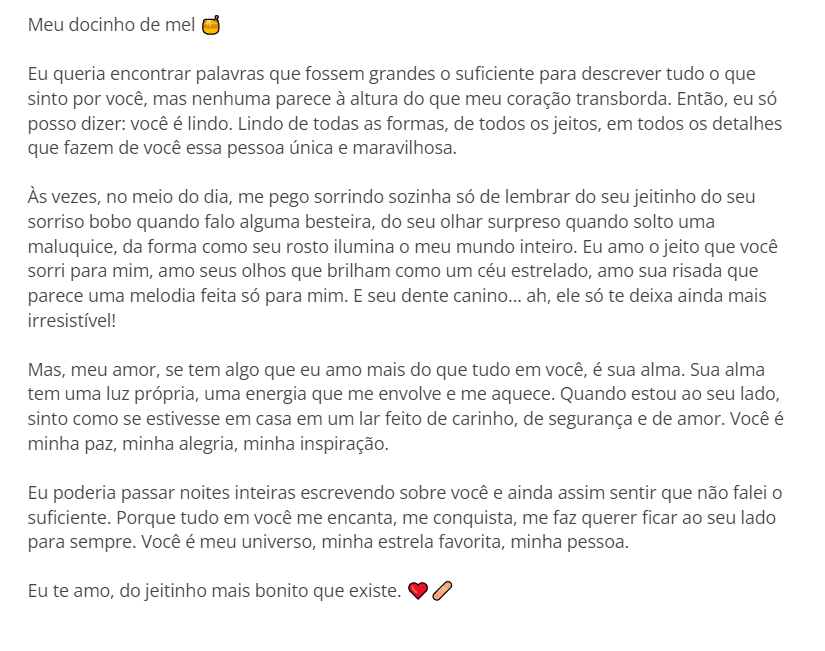 Meu docinho de mel 🍯
Eu queria encontrar palavras que fossem grandes o suficiente para descrever tudo o que
sinto por você, mas nenhuma parece à altura do que meu coração transborda. Então, eu só
posso dizer: você é lindo. Lindo de todas as formas, de todos os jeitos, em todos os detalhes
que fazem de você essa pessoa única e maravilhosa.
Às vezes, no meio do dia, me pego sorrindo sozinha só de lembrar do seu jeitinho do seu
sorriso bobo quando falo alguma besteira, do seu olhar surpreso quando solto uma
maluquice, da forma como seu rosto ilumina o meu mundo inteiro. Eu amo o jeito que você
sorri para mim, amo seus olhos que brilham como um céu estrelado, amo sua risada que
parece uma melodia feita só para mim. E seu dente canino... ah, ele só te deixa ainda mais
irresistível!
Mas, meu amor, se tem algo que eu amo mais do que tudo em você, é sua alma. Sua alma
tem uma luz própria, uma energia que me envolve e me aquece. Quando estou ao seu lado,
sinto como se estivesse em casa em um lar feito de carinho, de segurança e de amor. Você é
minha paz, minha alegria, minha inspiração.
Eu poderia passar noites inteiras escrevendo sobre você e ainda assim sentir que não falei o
suficiente. Porque tudo em você me encanta, me conquista, me faz querer ficar ao seu lado
para sempre. Você é meu universo, minha estrela favorita, minha pessoa.
Eu te amo, do jeitinho mais bonito que existe. ❤️🩹